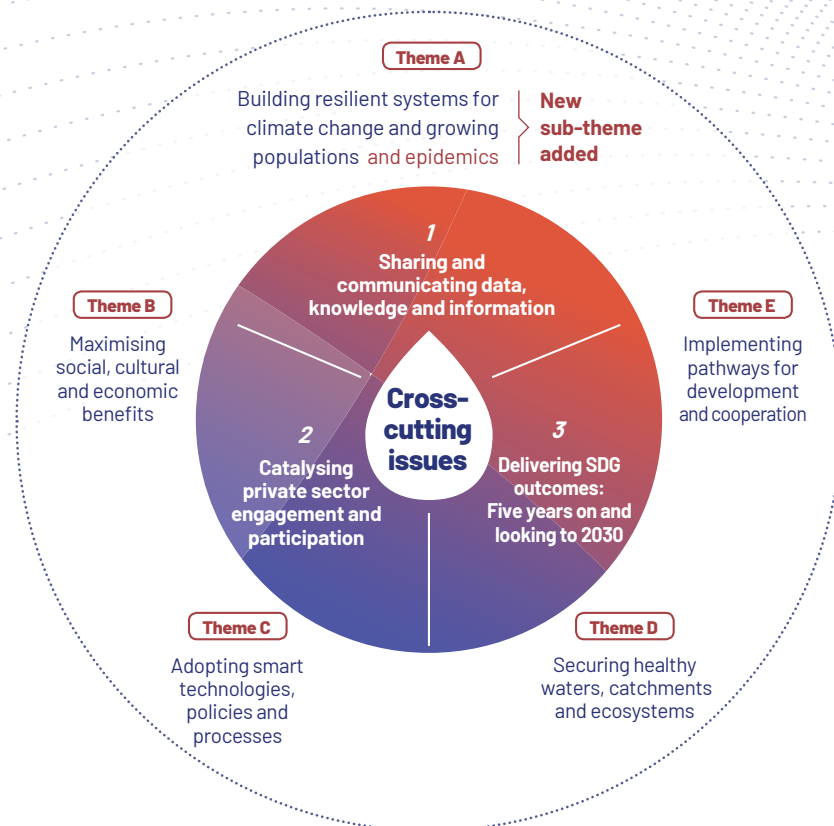 Theme A
Building resilient systems for
climate change and growing
populations and epidemics
New
sub-theme
added
1
Sharing and
communicating data,
knowledge and information
Theme B
Maximising
social, cultural
and economic
benefits
Theme E
Implementing
pathways for
development
and cooperation
Cross-
cutting
issues
2
Catalysing
private sector
engagement and
participation
3
Delivering SDG
outcomes:
Five years on and
looking to 2030
Theme C
Adopting smart
technologies,
policies and
processes
Theme D
Securing healthy
waters, catchments
and ecosystems